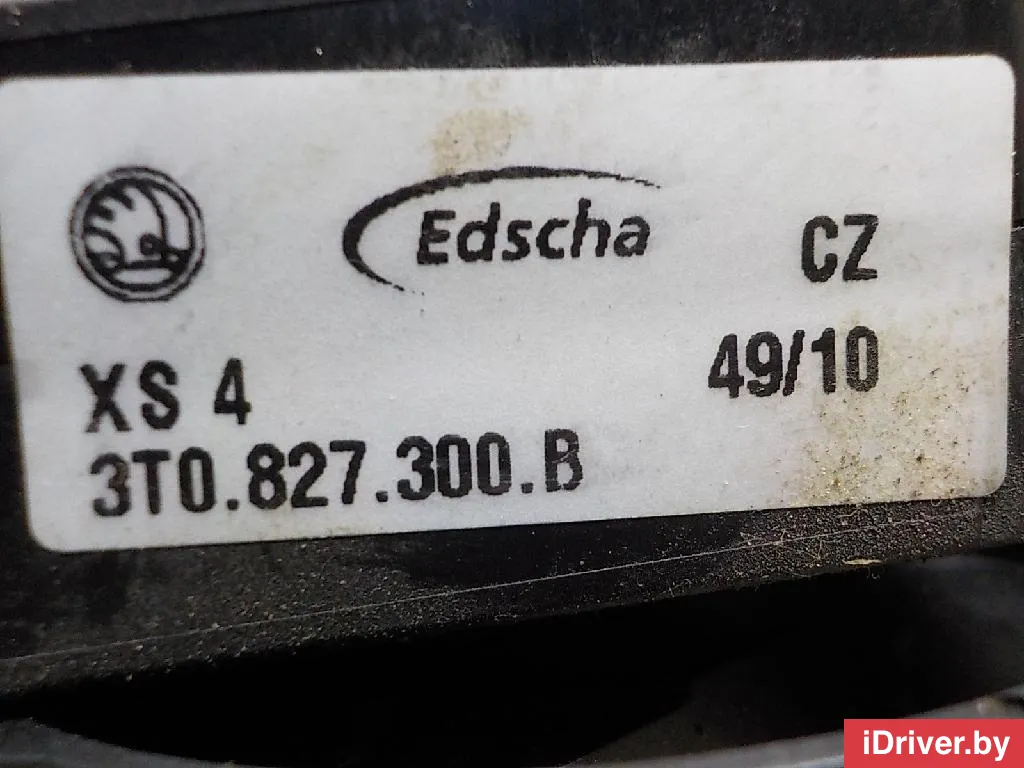 Edscha
CZ
49/10
XS 4
3T0.827.300.B
iDriver.by